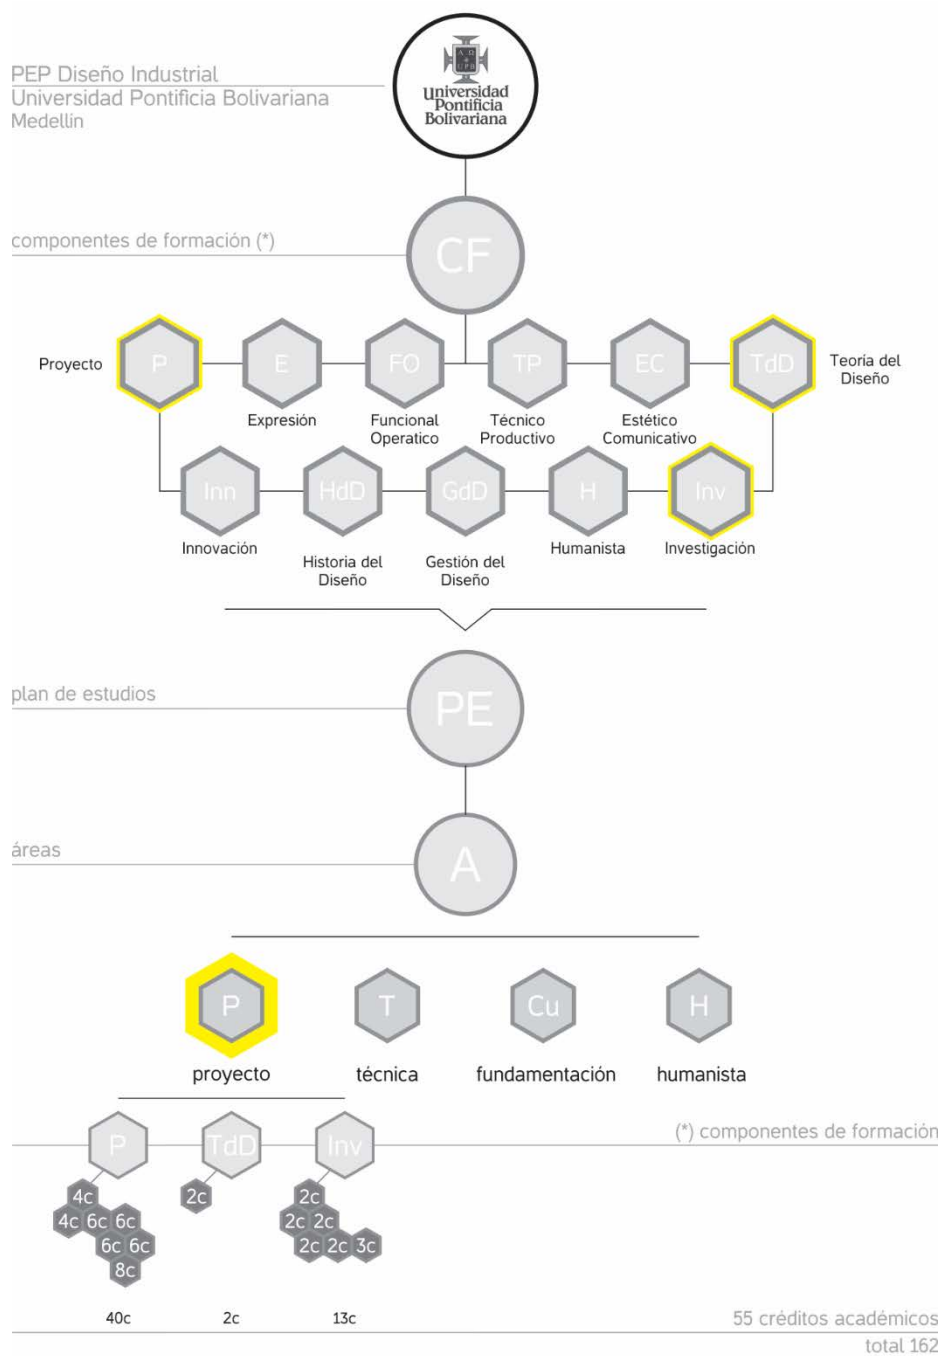 A Ω
UPB
Universidad
Pontificia
Bolivariana
PEP Diseño Industrial
Universidad Pontificia Bolivariana
Medellín
componentes de formación (*)
CF
Proyecto
P
E
FO
TP
EC
TdD
Teoría del
Diseño
Expresión
Funcional
Operatico
Técnico
Productivo
Estético
Comunicativo
Inn
HdD
GdD
H
Inv
Innovación
Historia del
Diseño
Gestión del
Diseño
Humanista
Investigación
plan de estudios
PE
áreas
A
P
T
Cu
H
proyecto
técnica
fundamentación
humanista
P
TdD
Inv
(*) componentes de formación
4c
4c 6c 6c
6c 6c
8c
2c
2c
2c 2c
2c 2c 3c
40c
2c
13c
55 créditos académicos
total 162